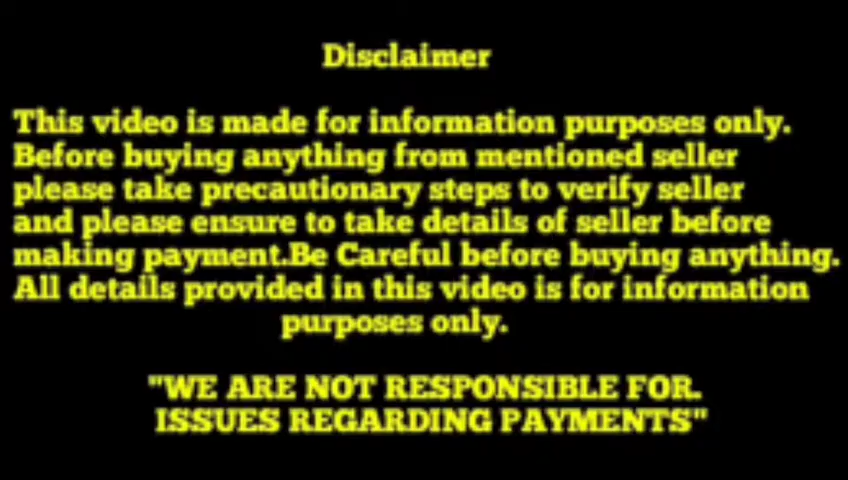 Disclaimer
This video is made for information purposes only.
Before buying anything from mentioned seller
please take precautionary steps to verify seller
and please ensure to take details of seller before
making payment.Be Careful before buying anything.
All details provided in this video is for information
purposes only.
"WE ARE NOT RESPONSIBLE FOR.
ISSUES REGARDING PAYMENTS"